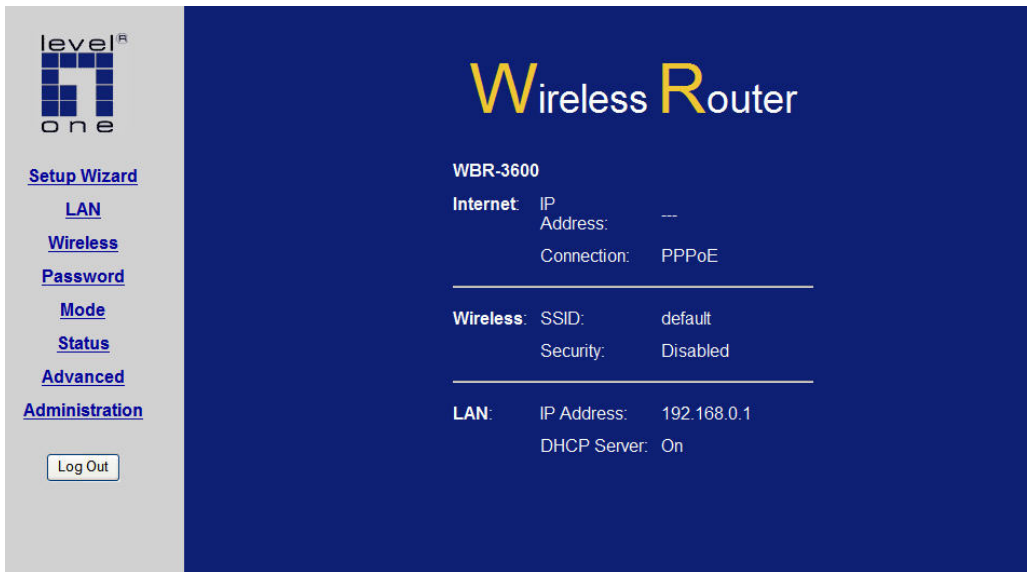 level®
one
Setup Wizard
LAN
Wireless
Password
Mode
Status
Advanced
Administration
Log Out
Wireless Router
WBR-3600
Internet: IP Address: ---
Connection: PPPoE
Wireless: SSID: default
Security: Disabled
LAN: IP Address: 192.168.0.1
DHCP Server: On